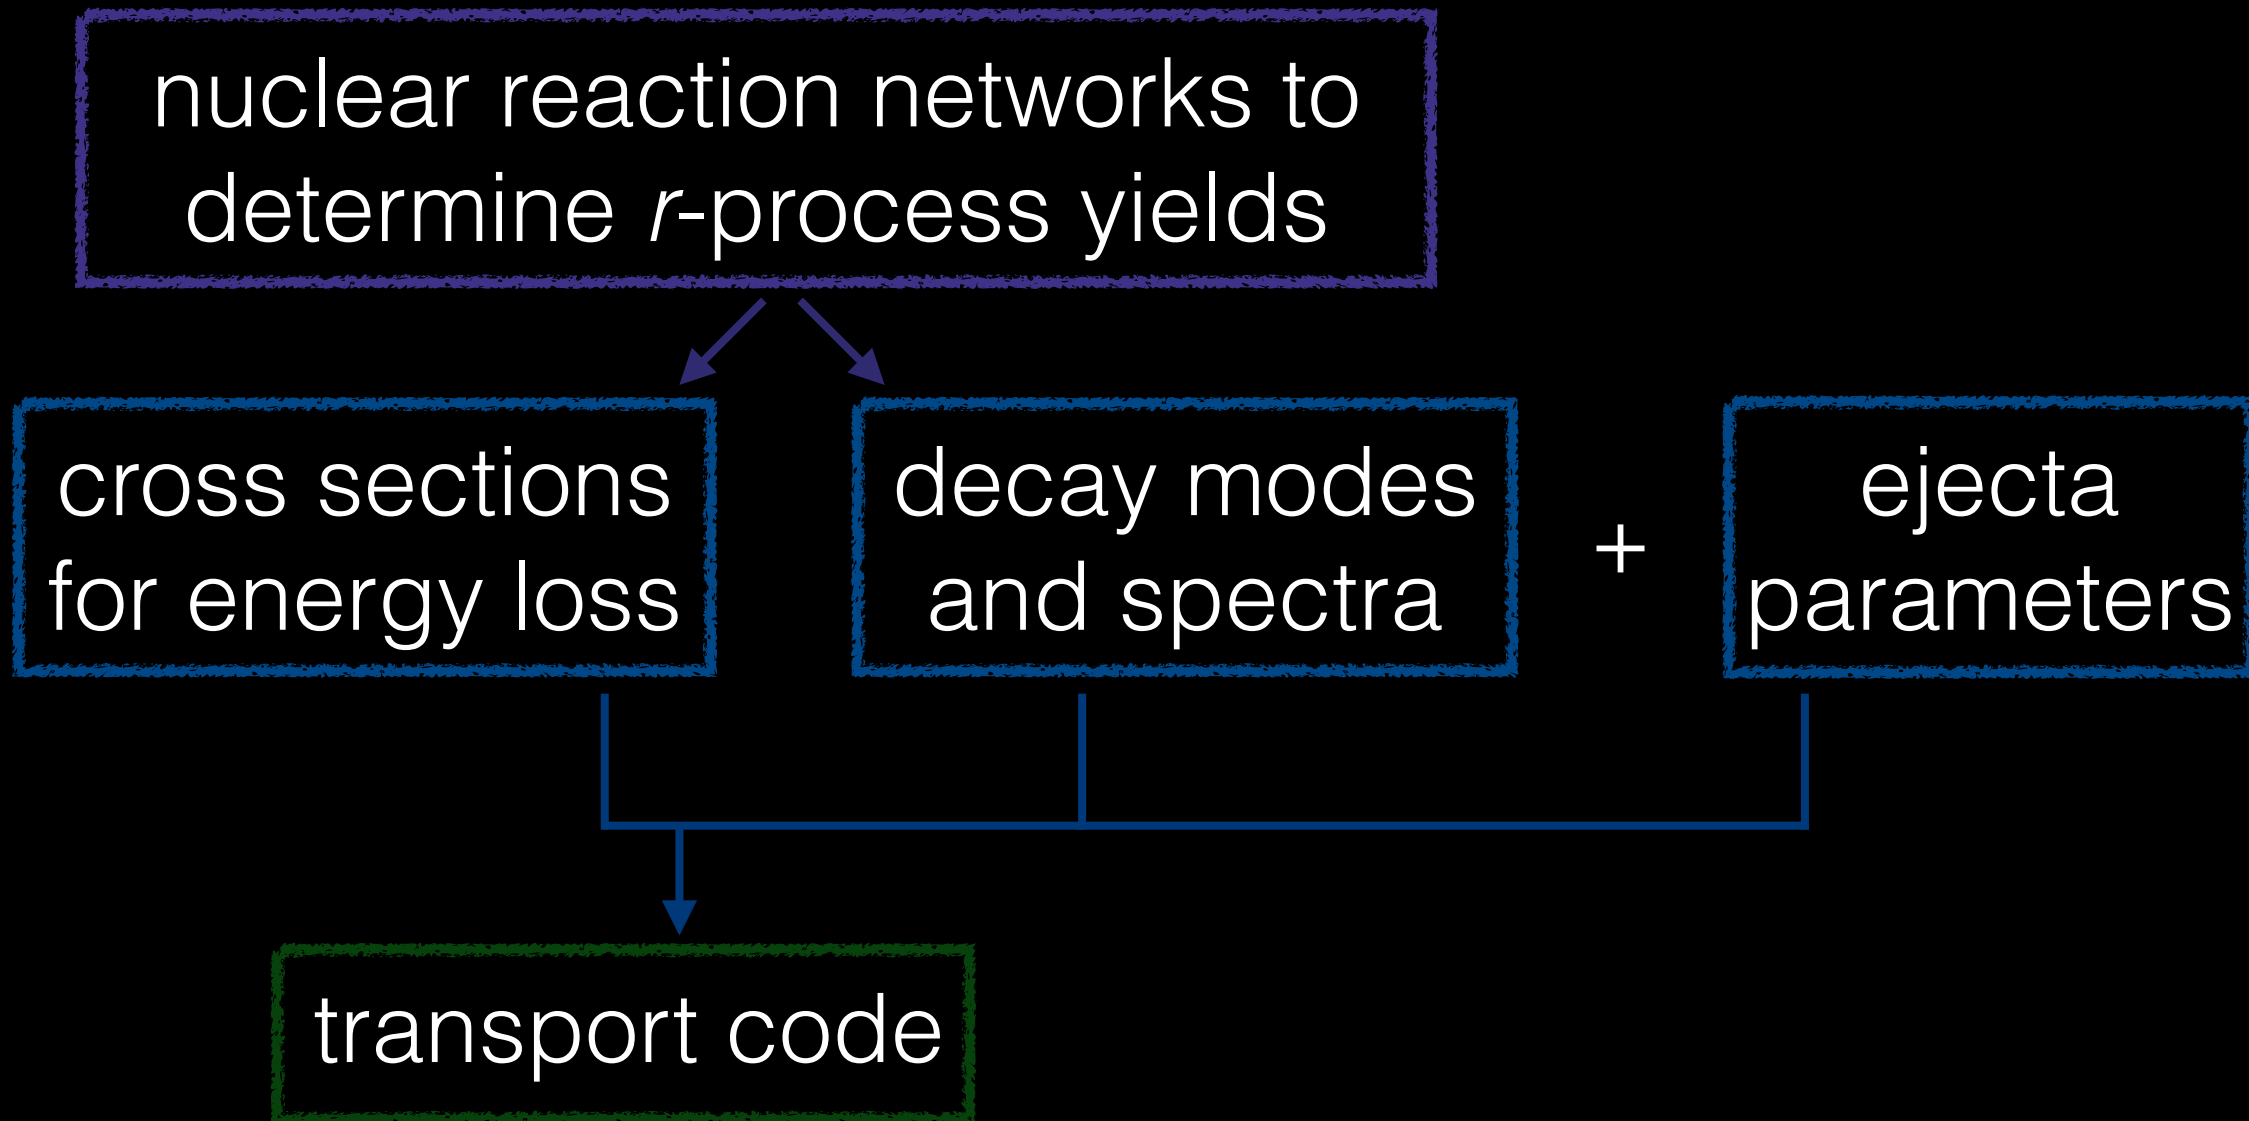 nuclear reaction networks to
determine r-process yields
cross sections
for energy loss
decay modes
and spectra
+
ejecta
parameters
transport code